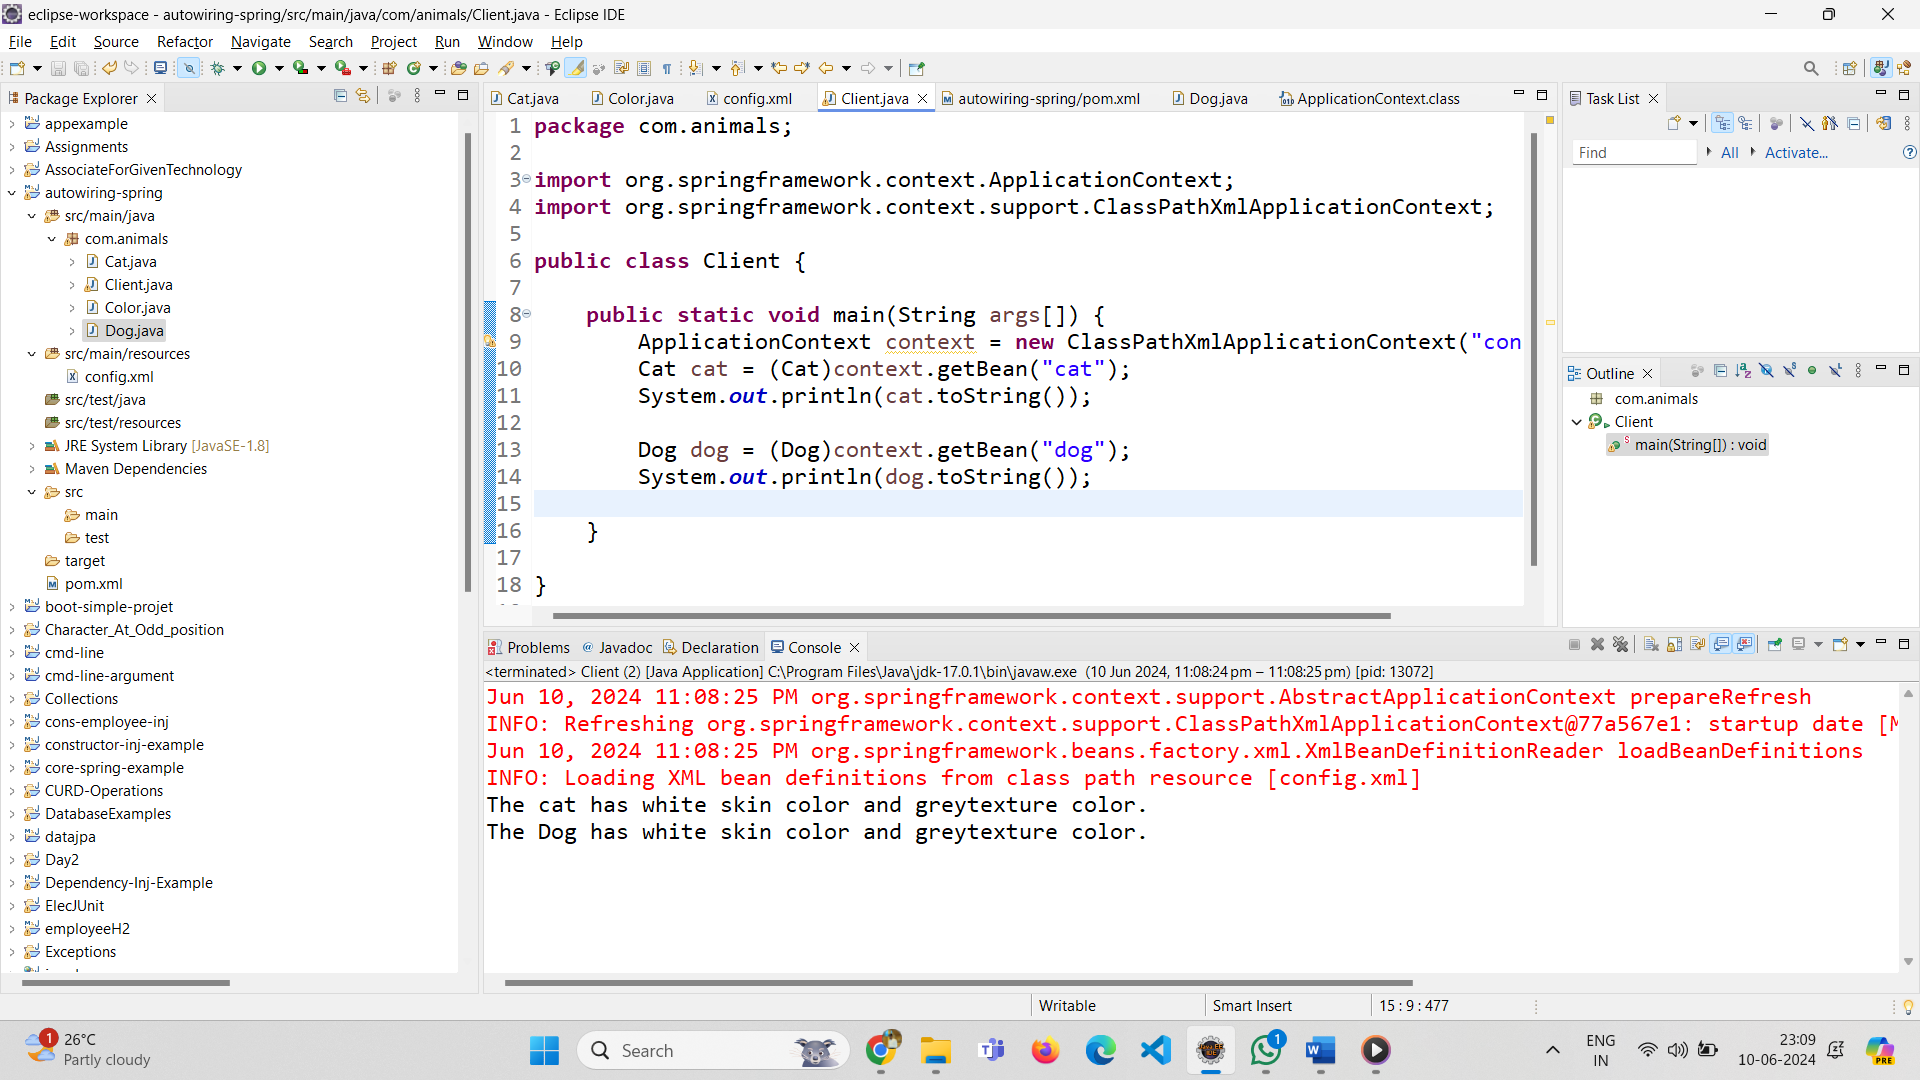 eclipse-workspace - autowiring-spring/src/main/java/com/animals/Client.java - Eclipse IDE
File Edit Source Refactor Navigate Search Project Run Window Help
Package Explorer
appexample
Assignments
AssociateForGivenTechnology
autowiring-spring
src/main/java
com.animals
Cat.java
Client.java
Color.java
Dog.java
src/main/resources
config.xml
src/test/java
src/test/resources
JRE System Library [JavaSE-1.8]
Maven Dependencies
src
main
test
target
pom.xml
boot-simple-projet
Character_At_Odd_position
cmd-line
cmd-line-argument
Collections
cons-employee-inj
constructor-inj-example
core-spring-example
CURD-Operations
DatabaseExamples
datajpa
Day2
Dependency-Inj-Example
ElecJUnit
employeeH2
Exceptions
Cat.java Color.java config.xml Client.java autowiring-spring/pom.xml Dog.java ApplicationContext.class
1 package com.animals;
2
3 import org.springframework.context.ApplicationContext;
4 import org.springframework.context.support.ClassPathXmlApplicationContext;
5
6 public class Client {
7
8 public static void main(String args[]) {
9 ApplicationContext context = new ClassPathXmlApplicationContext("con
10 Cat cat = (Cat)context.getBean("cat");
11 System.out.println(cat.toString());
12
13 Dog dog = (Dog)context.getBean("dog");
14 System.out.println(dog.toString());
15
16 }
17
18 }
Task List
Find All Activate...
Outline
com.animals
Client
main(String[]) : void
Problems Javadoc Declaration Console
<terminated> Client (2) [Java Application] C:\Program Files\Java\jdk-17.0.1\bin\javaw.exe (10 Jun 2024, 11:08:24 pm – 11:08:25 pm) [pid: 13072]
Jun 10, 2024 11:08:25 PM org.springframework.context.support.AbstractApplicationContext prepareRefresh
INFO: Refreshing org.springframework.context.support.ClassPathXmlApplicationContext@77a567e1: startup date [M
Jun 10, 2024 11:08:25 PM org.springframework.beans.factory.xml.XmlBeanDefinitionReader loadBeanDefinitions
INFO: Loading XML bean definitions from class path resource [config.xml]
The cat has white skin color and greytexture color.
The Dog has white skin color and greytexture color.
Writable Smart Insert 15 : 9 : 477
1
26°C
Partly cloudy
Search
1
ENG
IN
23:09
10-06-2024
PRE